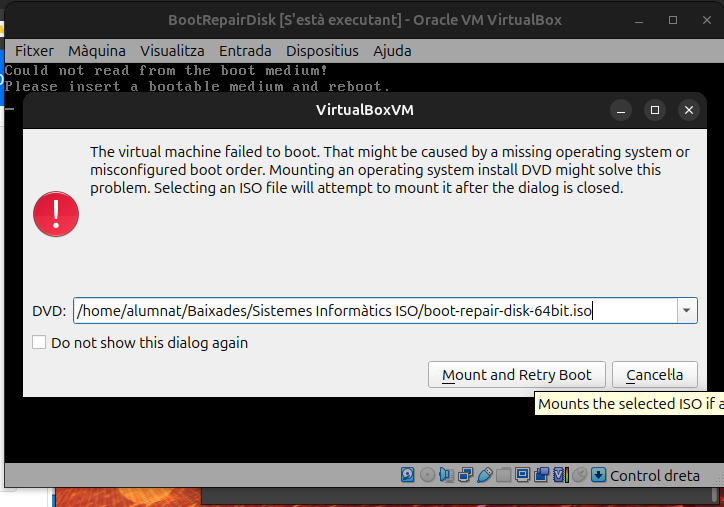 BootRepairDisk [S'està executant] - Oracle VM VirtualBox
Fitxer Màquina Visualitza Entrada Dispositius Ajuda
Could not read from the boot medium!
Please insert a bootable medium and reboot.
VirtualBoxVM
The virtual machine failed to boot. That might be caused by a missing operating system or
misconfigured boot order. Mounting an operating system install DVD might solve this
problem. Selecting an ISO file will attempt to mount it after the dialog is closed.
DVD: /home/alumnat/Baixades/Sistemes Informàtics ISO/boot-repair-disk-64bit.iso
Do not show this dialog again
Mount and Retry Boot Cancel·la
Mounts the selected ISO if a
Control dreta